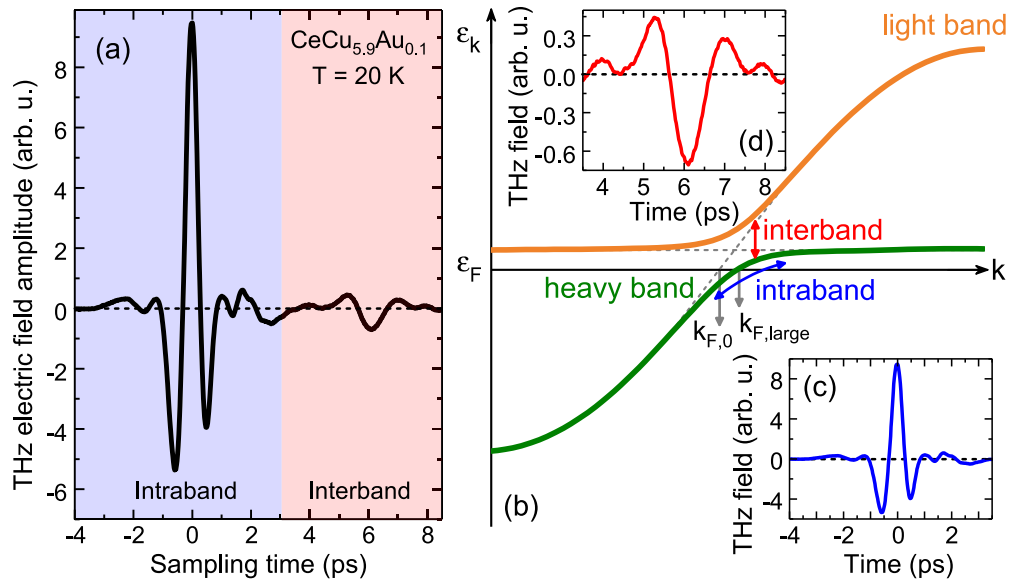 (a)
CeCu5.9Au0.1
T = 20 K
THz electric field amplitude (arb. u.)
8
6
4
2
0
-2
-4
-6
Intraband
Interband
-4
-2
0
2
4
6
8
Sampling time (ps)
εk
εF
(b)
light band
interband
heavy band
intraband
k
kF,0
kF,large
(d)
THz field (arb. u.)
0.3
0.0
-0.3
-0.6
4
5
6
7
8
Time (ps)
(c)
THz field (arb. u.)
8
4
0
-4
-4
-2
0
2
Time (ps)